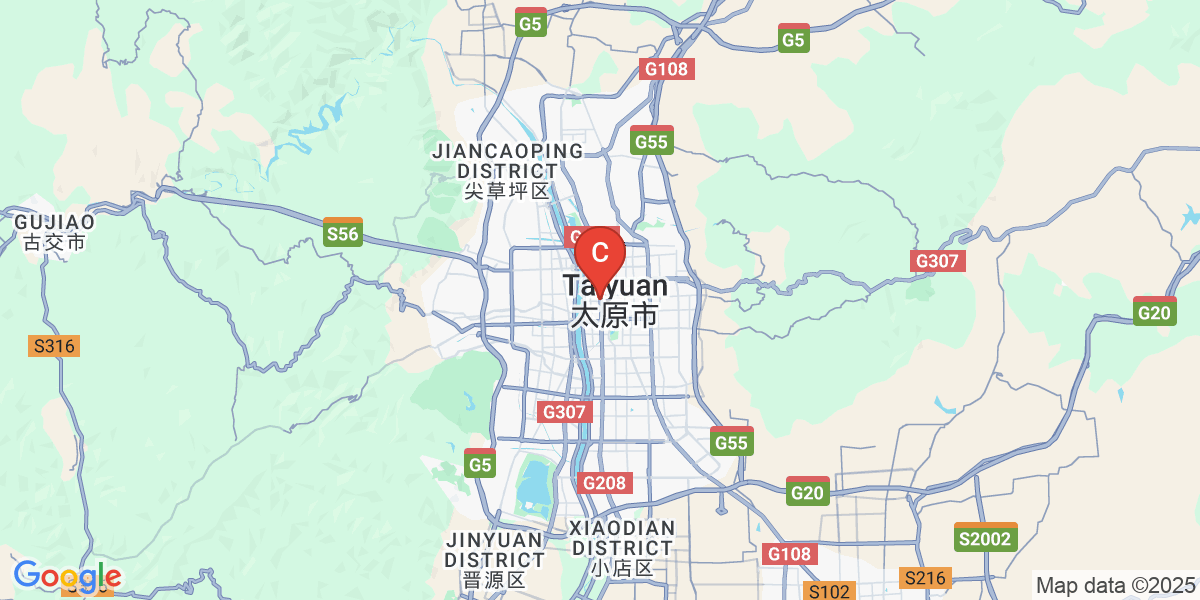 G5
G5
G108
G55
JIANCAOPING
DISTRICT
尖草坪区
GUJIAO
古交市
S56
G307
C
Taiyuan
太原市
G20
S316
G307
G55
G5
G208
G20
XIAODIAN
DISTRICT
小店区
JINYUAN
DISTRICT
晋源区
S2002
G108
S216
S102
Google
Map data ©2025